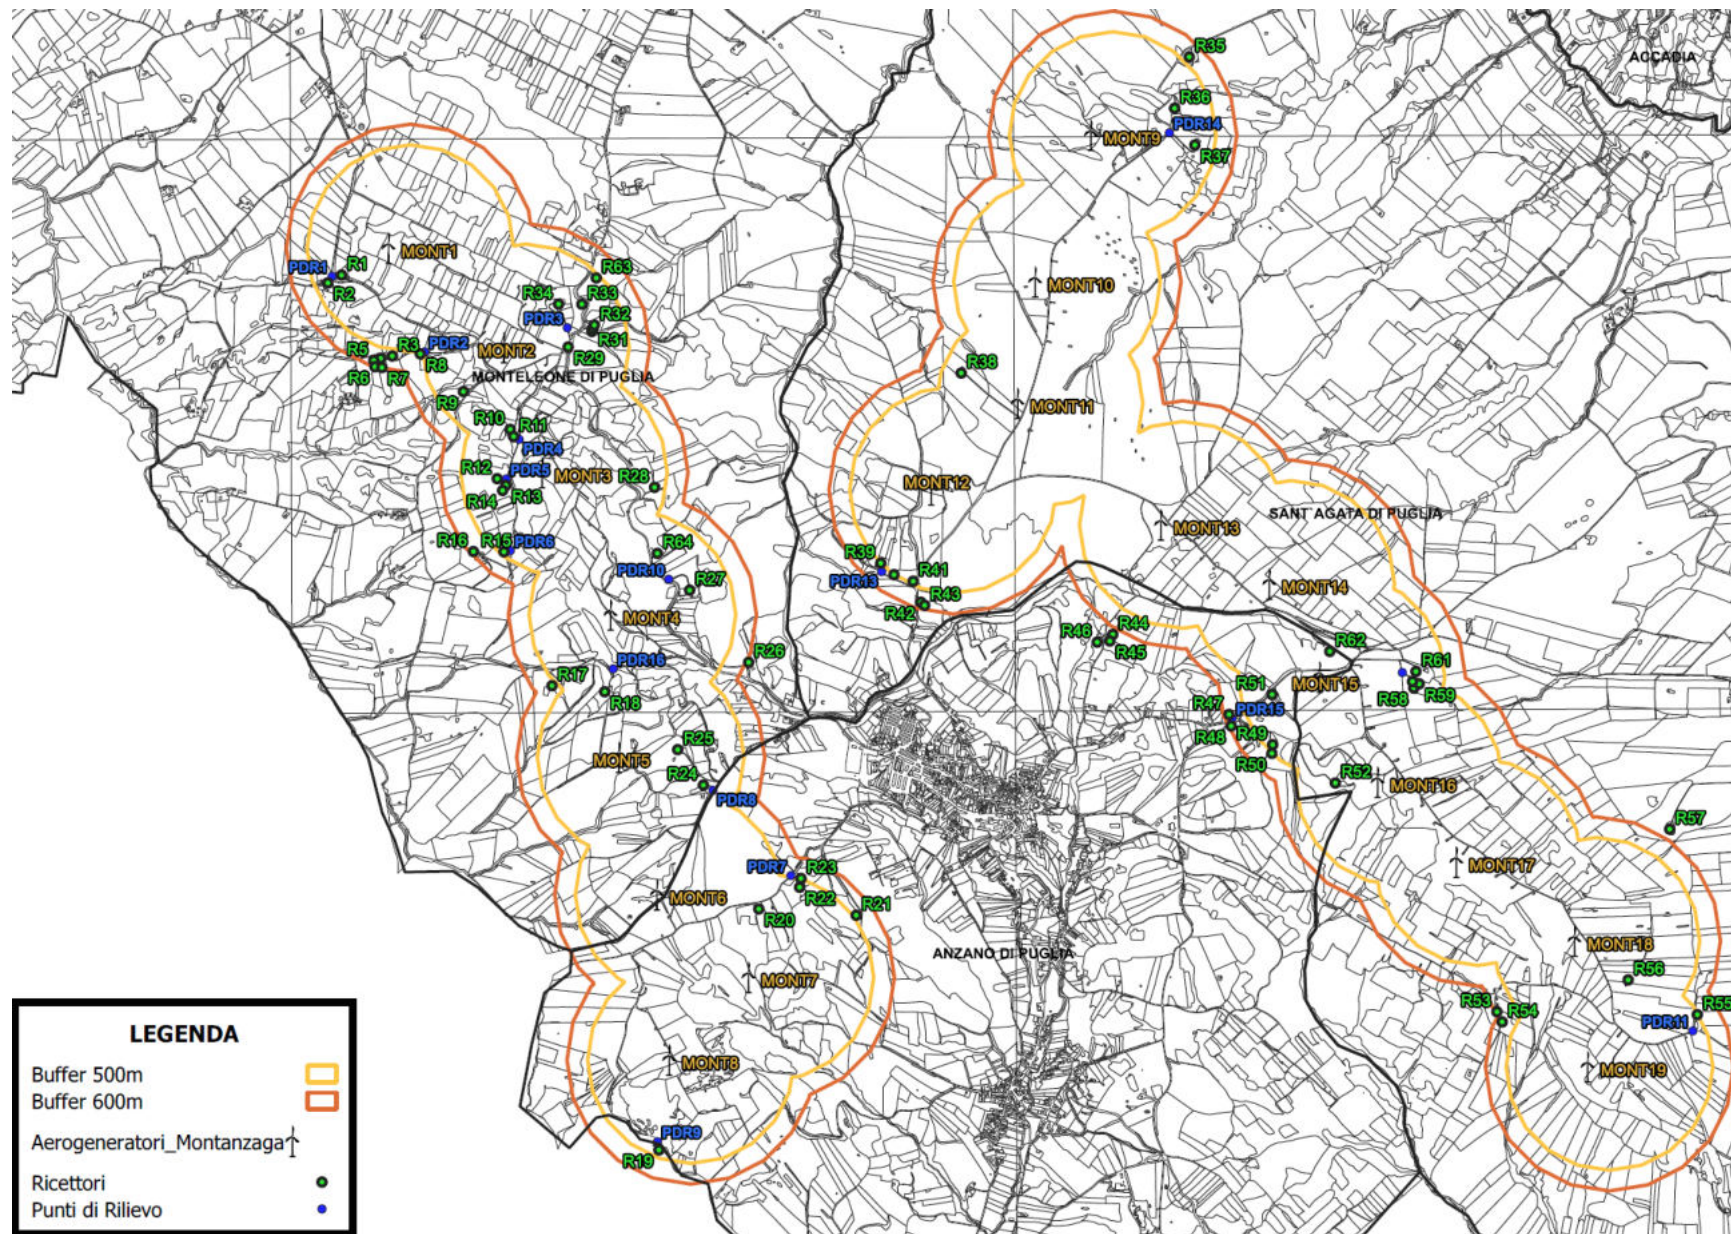 ACCADIA
R35
R36
PDR14
MONT9
R37
MONT1
PDR1
R1
R2
R63
R34
R33
MONT10
PDR3
R32
R31
R5
R3
PDR2
MONT2
R29
R8
R6
R7
R38
MONTELEONE DI PUGLIA
R9
MONT11
R10
R11
PDR4
R12
PDR5
MONT3
R28
MONT12
R14
R13
SANT`AGATA DI PUGLIA
MONT13
R16
R15
PDR6
R64
R39
PDR10
R27
PDR13
R41
MONT14
R43
R42
MONT4
R46
R44
R45
R62
R26
PDR16
R61
R17
R18
R51
MONT15
R58
R59
R47
PDR15
R48
R49
R25
MONT5
R50
R24
PDR8
R52
MONT16
R57
PDR7
R23
MONT17
R22
MONT6
R20
R21
ANZANO DI PUGLIA
MONT18
MONT7
R56
R53
R54
R55
PDR11
MONT8
MONT19
PDR9
R19
LEGENDA
Buffer 500m
Buffer 600m
Aerogeneratori_Montanzaga
Ricettori
Punti di Rilievo